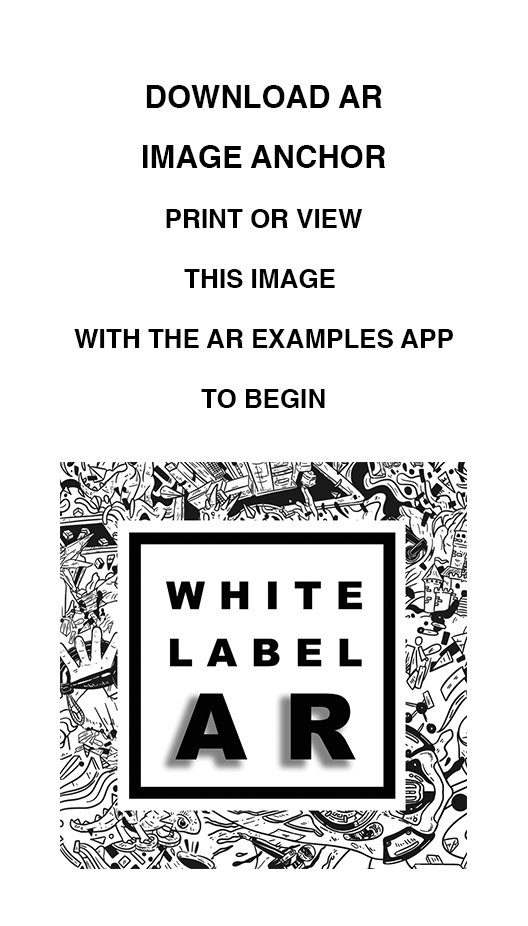 DOWNLOAD AR
IMAGE ANCHOR
PRINT OR VIEW
THIS IMAGE
WITH THE AR EXAMPLES APP
TO BEGIN
WHITE
LABEL
AR